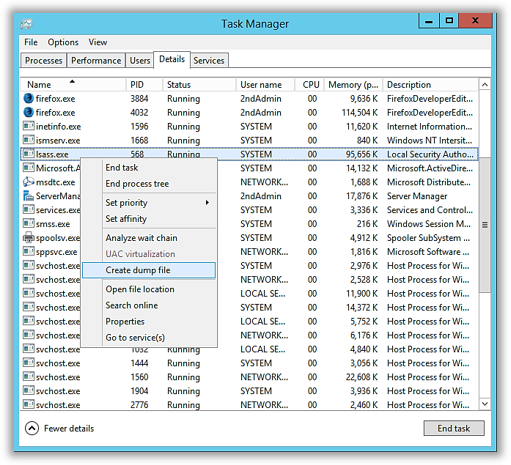 Task Manager
File Options View
Processes Performance Users Details Services
Name PID Status User name CPU Memory (p... Description
firefox.exe 3884 Running 2ndAdmin 00 9,636 K FirefoxDeveloperEdit...
firefox.exe 4032 Running 2ndAdmin 00 114,504 K FirefoxDeveloperEdit...
inetinfo.exe 1596 Running SYSTEM 00 11,620 K Internet Information...
ismserv.exe 1668 Running SYSTEM 00 840 K Windows NT Intersit...
lsass.exe 568 Running SYSTEM 00 95,656 K Local Security Autho...
Microsoft.A SYSTEM 00 14,132 K Microsoft.ActiveDire...
msdtc.exe NETWOR... 00 1,688 K Microsoft Distribute...
ServerMana 2ndAdmin 00 17,876 K Server Manager
services.exe SYSTEM 00 3,336 K Services and Control...
smss.exe SYSTEM 00 216 K Windows Session M...
spoolsv.exe SYSTEM 00 4,912 K Spooler SubSystem ...
sppsvc.exe NETWOR... 00 1,816 K Microsoft Software ...
svchost.exe SYSTEM 00 2,976 K Host Process for Wi...
svchost.exe NETWOR... 00 2,628 K Host Process for Wi...
svchost.exe LOCAL SE... 00 11,900 K Host Process for Wi...
svchost.exe SYSTEM 00 14,372 K Host Process for Wi...
svchost.exe LOCAL SE... 00 5,752 K Host Process for Wi...
svchost.exe NETWOR... 00 6,176 K Host Process for Wi...
svchost.exe 1032 Running LOCAL SE... 00 4,840 K Host Process for Wi...
svchost.exe 1444 Running SYSTEM 00 3,056 K Host Process for Wi...
svchost.exe 1560 Running NETWOR... 00 22,608 K Host Process for Wi...
svchost.exe 1904 Running SYSTEM 00 3,936 K Host Process for Wi...
svchost.exe 2776 Running NETWOR... 00 2,460 K Host Process for Wi...
End task
End process tree
Set priority
Set affinity
Analyze wait chain
UAC virtualization
Create dump file
Open file location
Search online
Properties
Go to service(s)
Fewer details End task